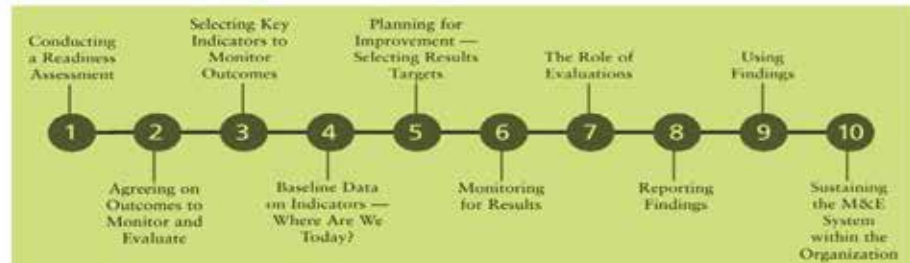 Conducting
a Readiness
Assessment
1
Agreeing on
Outcomes to
Monitor and
Evaluate
2
Selecting Key
Indicators to
Monitor
Outcomes
3
Baseline Data
on Indicators —
Where Are We
Today?
4
Planning for
Improvement —
Selecting Results
Targets
5
Monitoring
for Results
6
The Role of
Evaluations
7
Reporting
Findings
8
Using
Findings
9
Sustaining
the M&E
System
within the
Organization
10